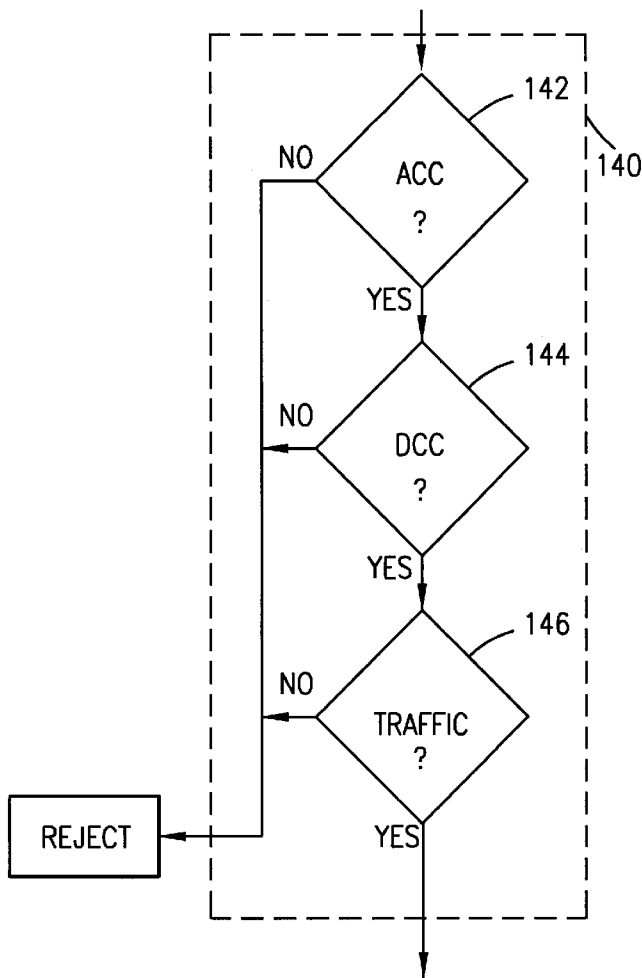 142
140
NO
ACC
?
YES
144
NO
DCC
?
YES
146
NO
TRAFFIC
?
YES
REJECT